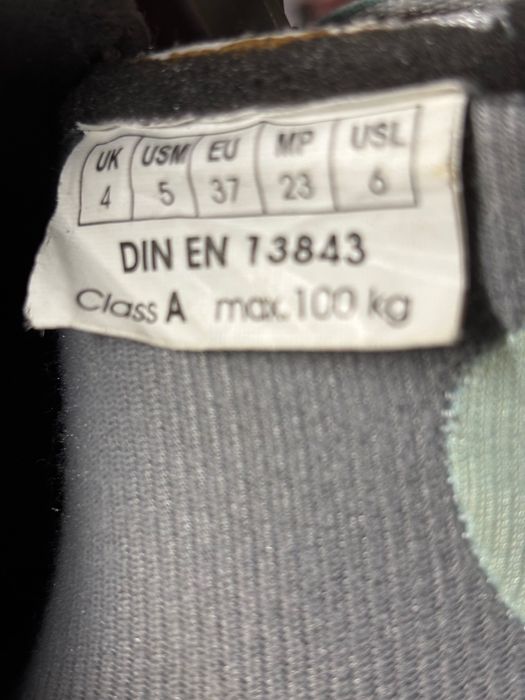 UK USM EU MP USL
4 5 37 23 6
DIN EN 13843
Class A max.100 kg